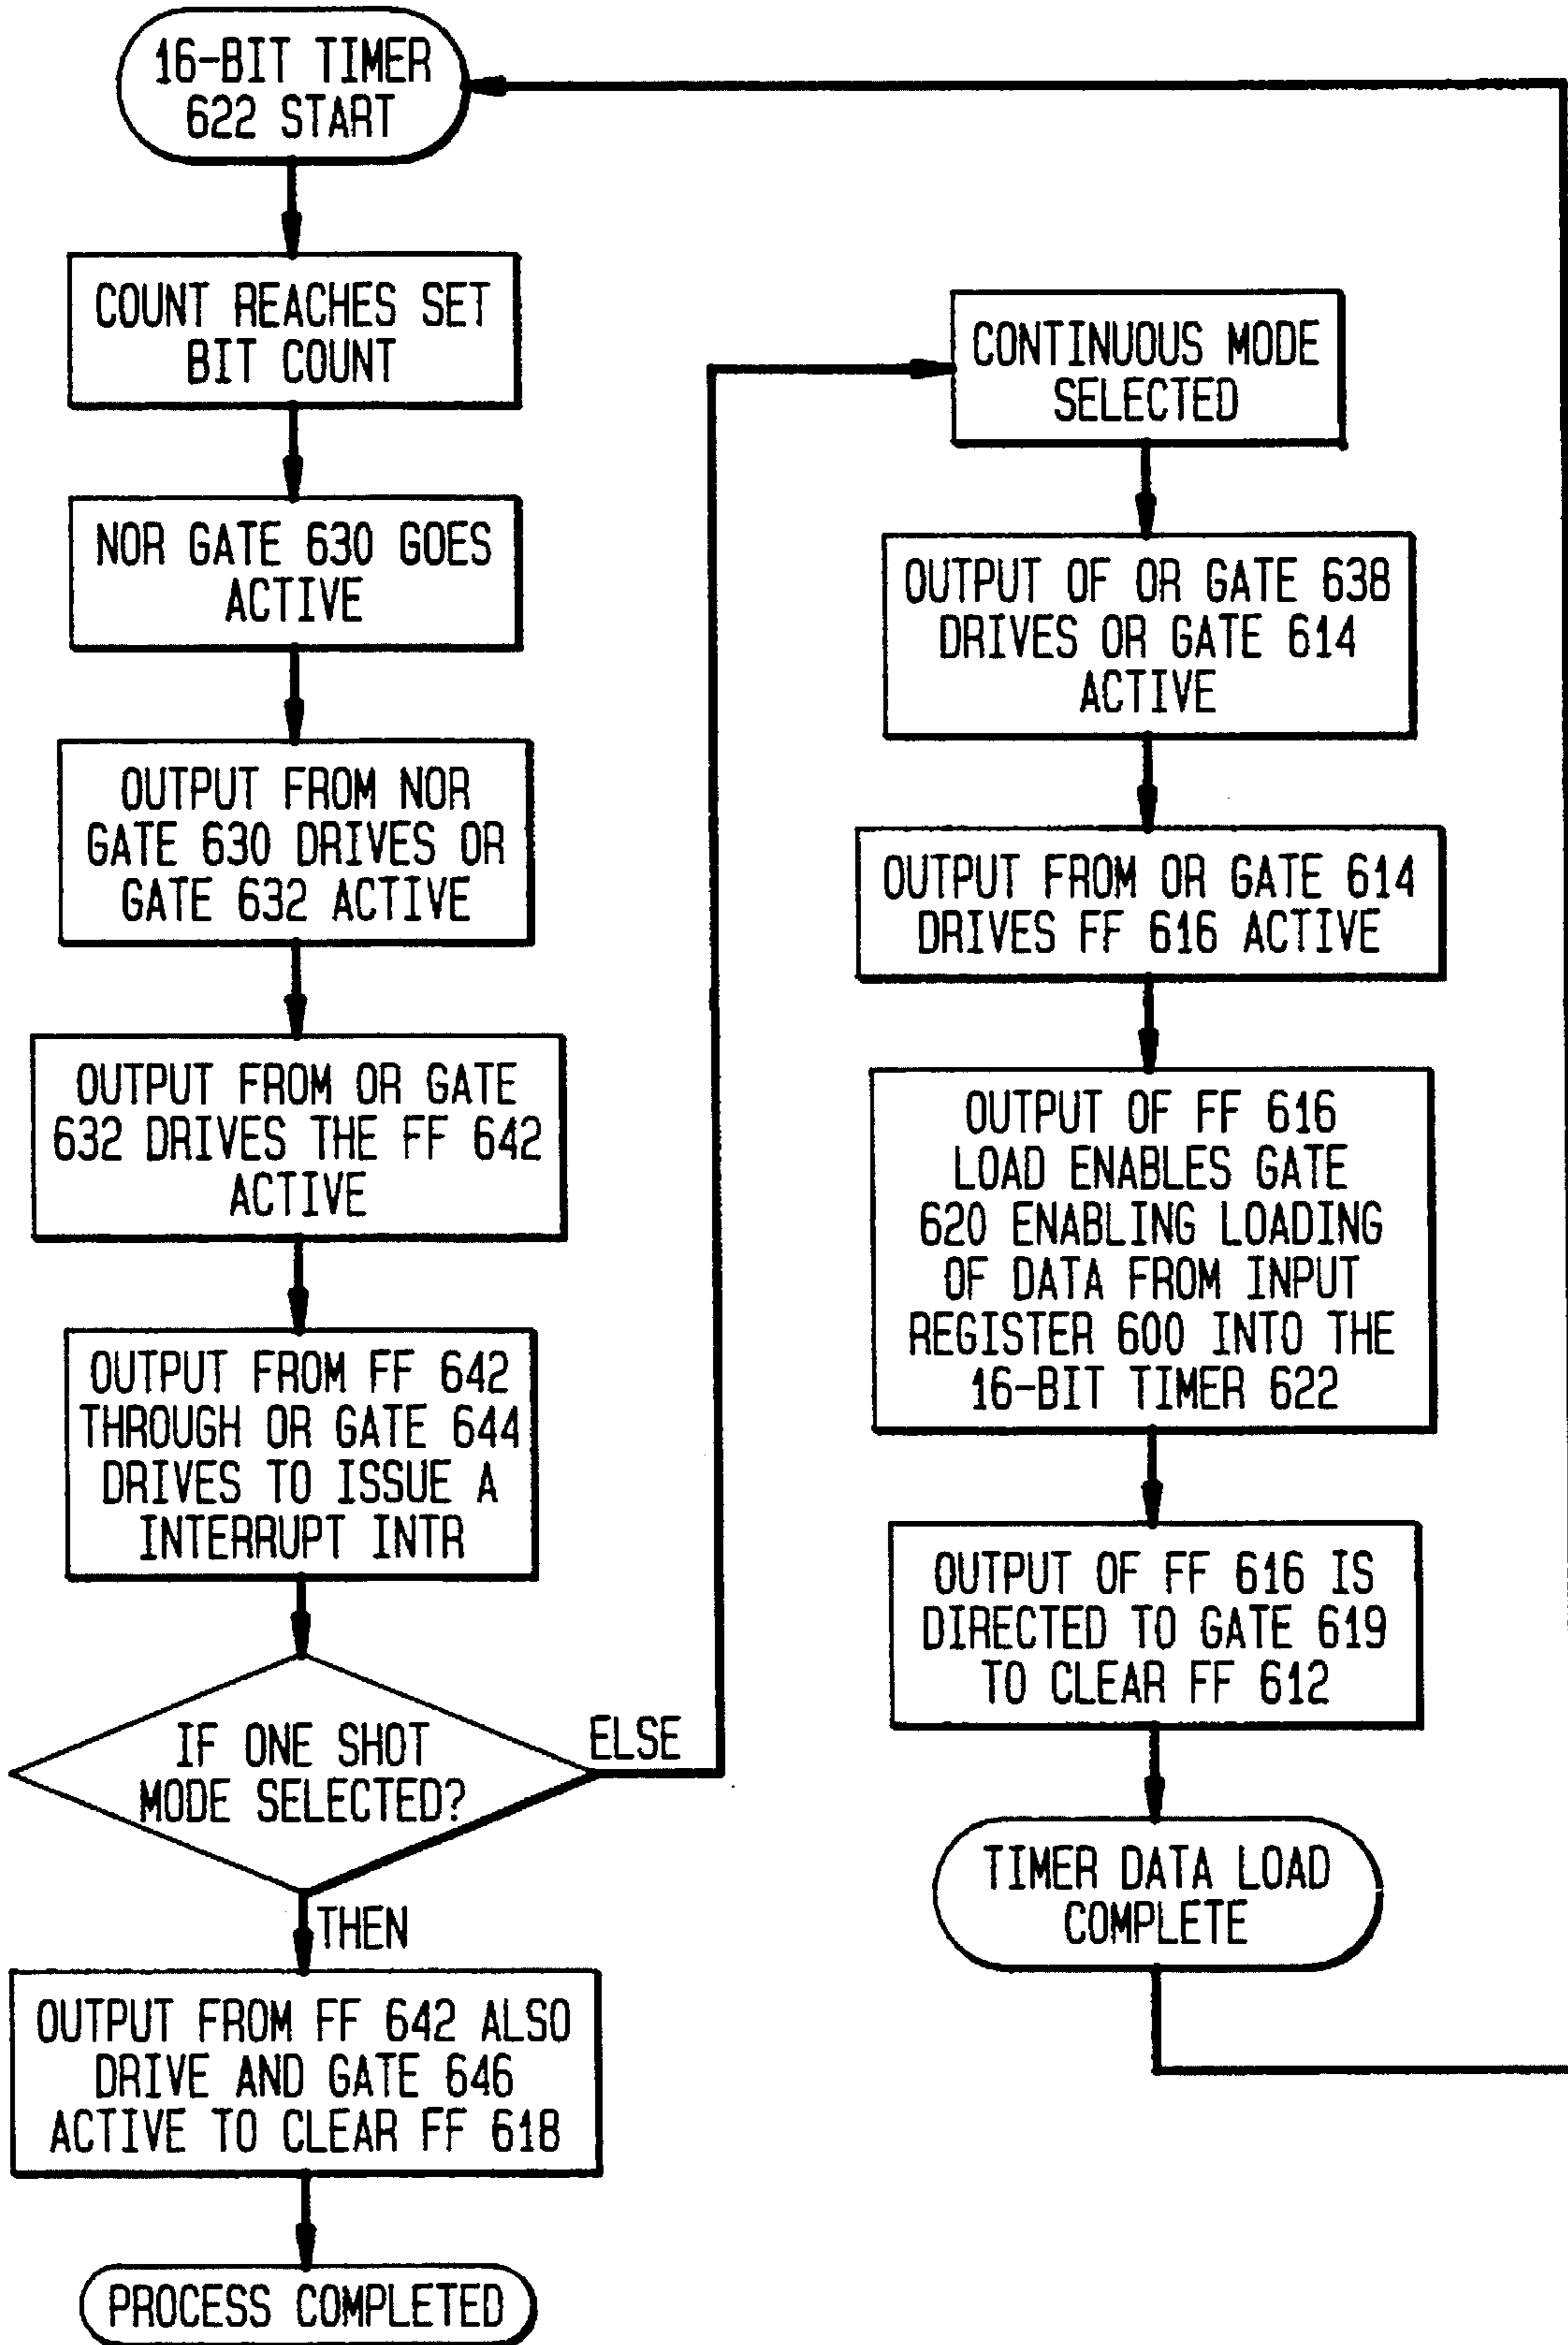 16-BIT TIMER
622 START
COUNT REACHES SET
BIT COUNT
NOR GATE 630 GOES
ACTIVE
OUTPUT FROM NOR
GATE 630 DRIVES OR
GATE 632 ACTIVE
OUTPUT FROM OR GATE
632 DRIVES THE FF 642
ACTIVE
OUTPUT FROM FF 642
THROUGH OR GATE 644
DRIVES TO ISSUE A
INTERRUPT INTR
IF ONE SHOT
MODE SELECTED?
ELSE
THEN
OUTPUT FROM FF 642 ALSO
DRIVE AND GATE 646
ACTIVE TO CLEAR FF 618
PROCESS COMPLETED
CONTINUOUS MODE
SELECTED
OUTPUT OF OR GATE 638
DRIVES OR GATE 614
ACTIVE
OUTPUT FROM OR GATE 614
DRIVES FF 616 ACTIVE
OUTPUT OF FF 616
LOAD ENABLES GATE
620 ENABLING LOADING
OF DATA FROM INPUT
REGISTER 600 INTO THE
16-BIT TIMER 622
OUTPUT OF FF 616 IS
DIRECTED TO GATE 619
TO CLEAR FF 612
TIMER DATA LOAD
COMPLETE